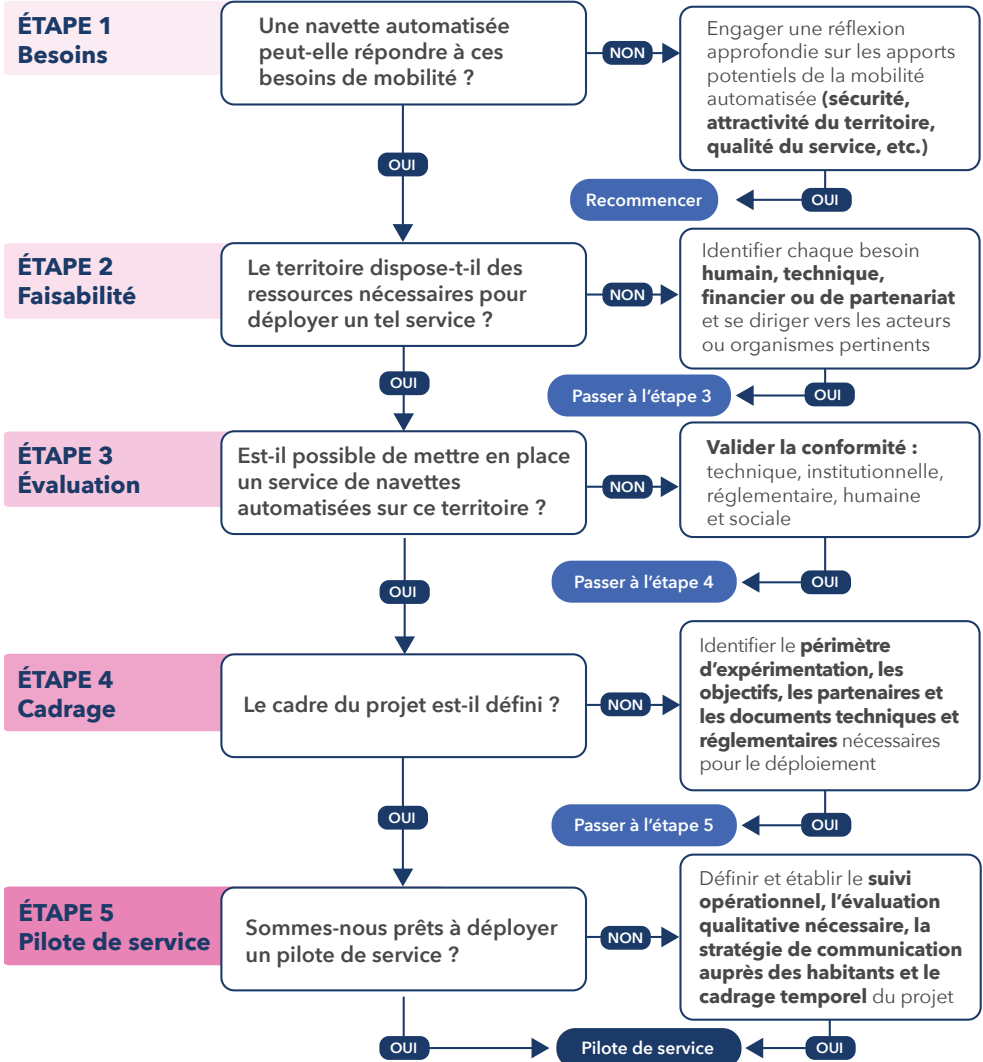 ÉTAPE 1
Besoins
Une navette automatisée
peut-elle répondre à ces
besoins de mobilité ?
NON
Engager une réflexion
approfondie sur les apports
potentiels de la mobilité
automatisée (sécurité,
attractivité du territoire,
qualité du service, etc.)
OUI
OUI
Recommencer
ÉTAPE 2
Faisabilité
Le territoire dispose-t-il des
ressources nécessaires pour
déployer un tel service ?
NON
Identifier chaque besoin
humain, technique,
financier ou de partenariat
et se diriger vers les acteurs
ou organismes pertinents
OUI
OUI
Passer à l’étape 3
ÉTAPE 3
Évaluation
Est-il possible de mettre en place
un service de navettes
automatisées sur ce territoire ?
NON
Valider la conformité :
technique, institutionnelle,
réglementaire, humaine
et sociale
OUI
OUI
Passer à l’étape 4
ÉTAPE 4
Cadrage
Le cadre du projet est-il défini ?
NON
Identifier le périmètre
d’expérimentation, les
objectifs, les partenaires et
les documents techniques et
réglementaires nécessaires
pour le déploiement
OUI
OUI
Passer à l’étape 5
ÉTAPE 5
Pilote de service
Sommes-nous prêts à déployer
un pilote de service ?
NON
Définir et établir le suivi
opérationnel, l’évaluation
qualitative nécessaire, la
stratégie de communication
auprès des habitants et le
cadrage temporel du projet
OUI
Pilote de service
OUI